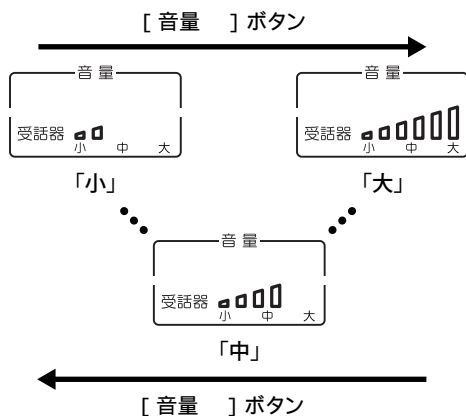 [ 音量　 ] ボタン
音 量
受話器
小 中 大
「小」
音 量
受話器
小 中 大
「大」
音 量
受話器
小 中 大
「中」
[ 音量　 ] ボタン